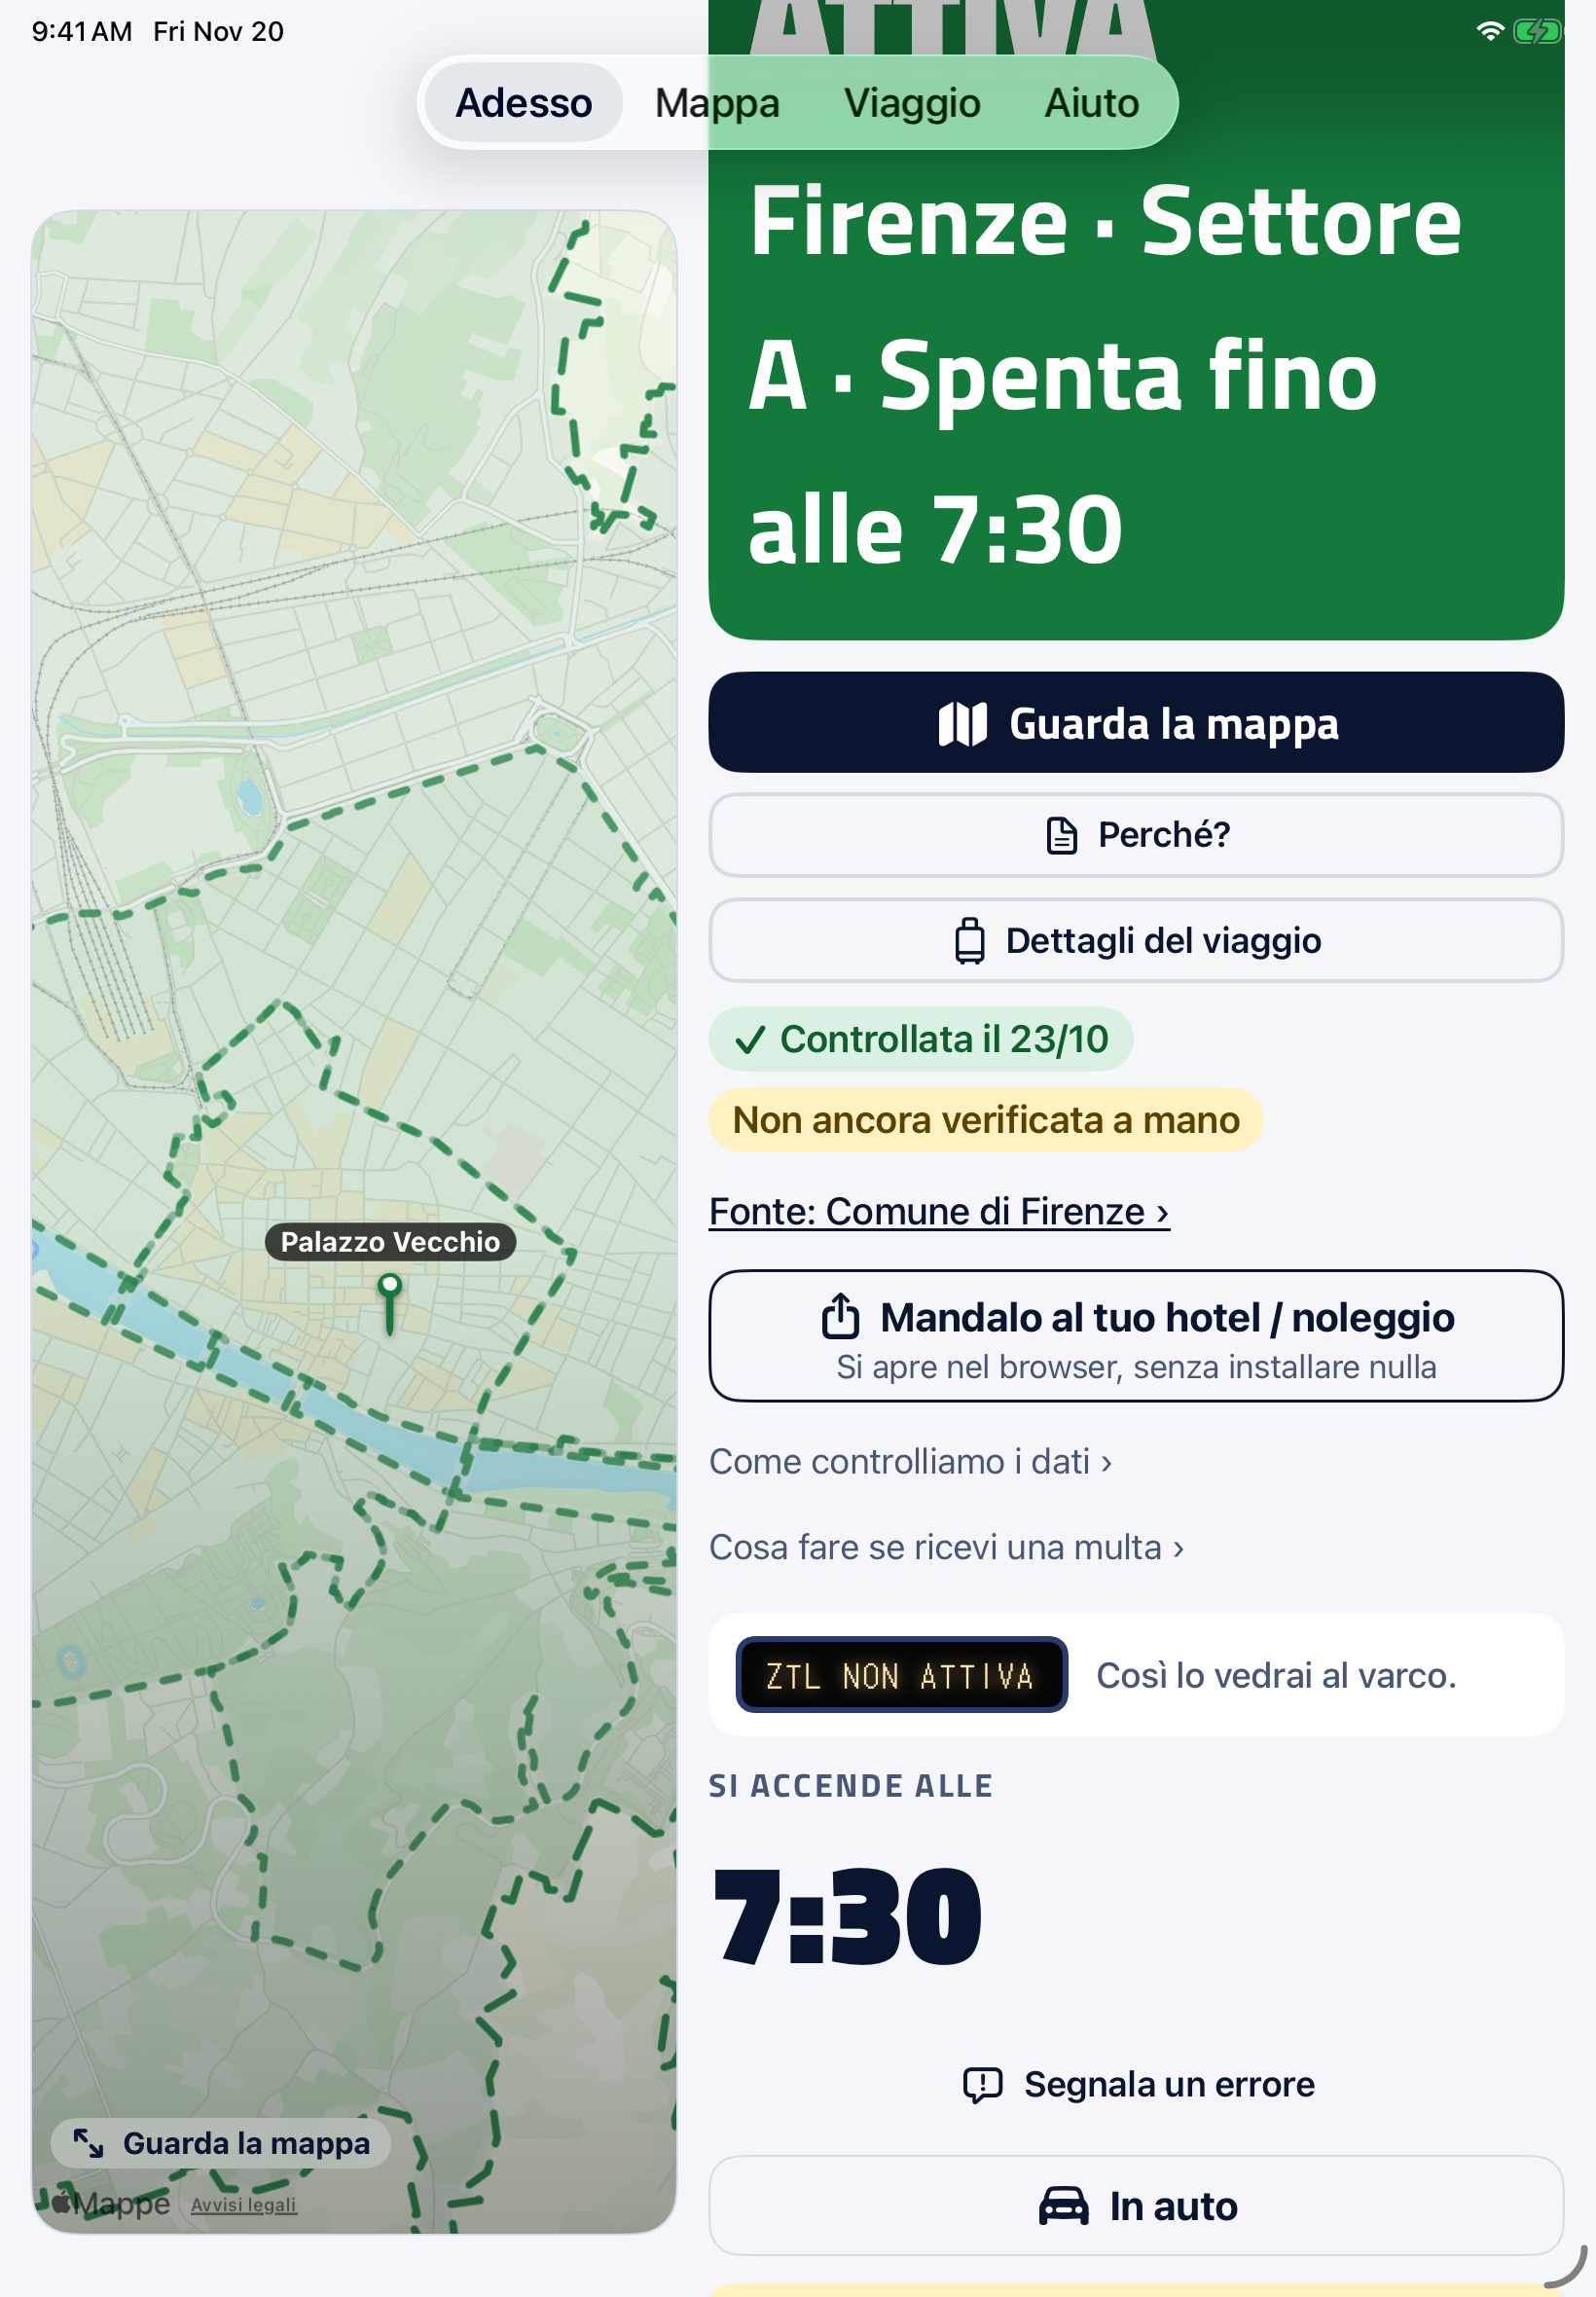 9:41 AM Fri Nov 20
ATTIVA
Adesso
Mappa
Viaggio
Aiuto
Firenze · Settore
A · Spenta fino
alle 7:30
Palazzo Vecchio
Guarda la mappa
Mappe
Avvisi legali
Guarda la mappa
Perché?
Dettagli del viaggio
Controllata il 23/10
Non ancora verificata a mano
Fonte: Comune di Firenze ›
Mandalo al tuo hotel / noleggio
Si apre nel browser, senza installare nulla
Come controlliamo i dati ›
Cosa fare se ricevi una multa ›
ZTL NON ATTIVA
Così lo vedrai al varco.
SI ACCENDE ALLE
7:30
Segnala un errore
In auto